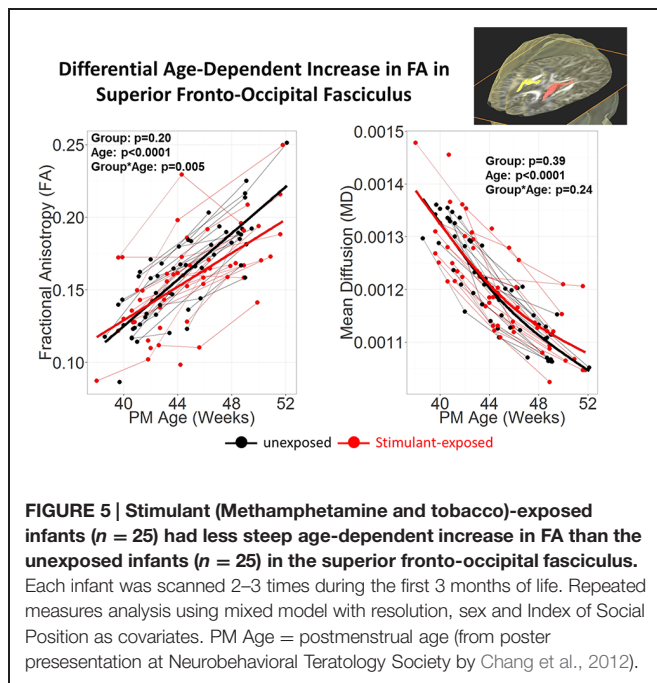 Differential Age-Dependent Increase in FA in
Superior Fronto-Occipital Fasciculus
Group: p=0.20
Age: p<0.0001
Group*Age: p=0.005
Fractional Anisotropy (FA)
0.25
0.20
0.15
0.10
40 44 48 52
PM Age (Weeks)
Group: p=0.39
Age: p<0.0001
Group*Age: p=0.24
Mean Diffusion (MD)
0.0015
0.0014
0.0013
0.0012
0.0011
40 44 48 52
PM Age (Weeks)
unexposed Stimulant-exposed
FIGURE 5 | Stimulant (Methamphetamine and tobacco)-exposed
infants (n = 25) had less steep age-dependent increase in FA than the
unexposed infants (n = 25) in the superior fronto-occipital fasciculus.
Each infant was scanned 2–3 times during the first 3 months of life. Repeated
measures analysis using mixed model with resolution, sex and Index of Social
Position as covariates. PM Age = postmenstrual age (from poster
presesentation at Neurobehavioral Teratology Society by Chang et al., 2012).